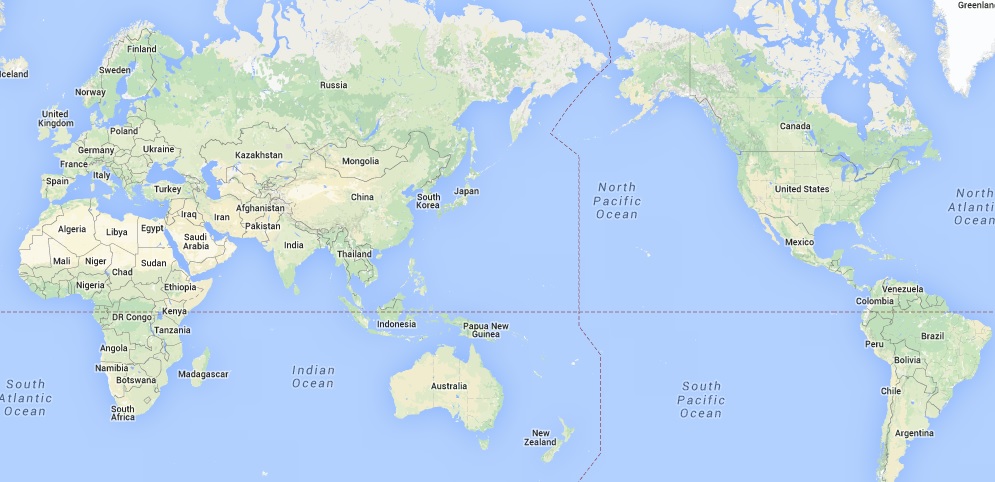 Greenlan
Finland
Iceland
Sweden
Norway
Russia
United
Kingdom
Poland
Canada
Germany
Ukraine
Kazakhstan
Mongolia
France
Italy
Spain
Turkey
United States
China
Japan
South
Korea
North
Pacific
Ocean
North
Atlantic
Ocean
Afghanistan
Iraq
Iran
Pakistan
Algeria
Libya
Egypt
Saudi
Arabia
India
Mexico
Thailand
Mali
Niger
Sudan
Chad
Nigeria
Ethiopia
Venezuela
Colombia
Kenya
DR Congo
Indonesia
Papua New
Guinea
Tanzania
Brazil
Peru
Angola
Bolivia
Namibia
Madagascar
Indian
Ocean
Botswana
Australia
South
Atlantic
Ocean
South
Pacific
Ocean
Chile
South
Africa
New
Zealand
Argentina